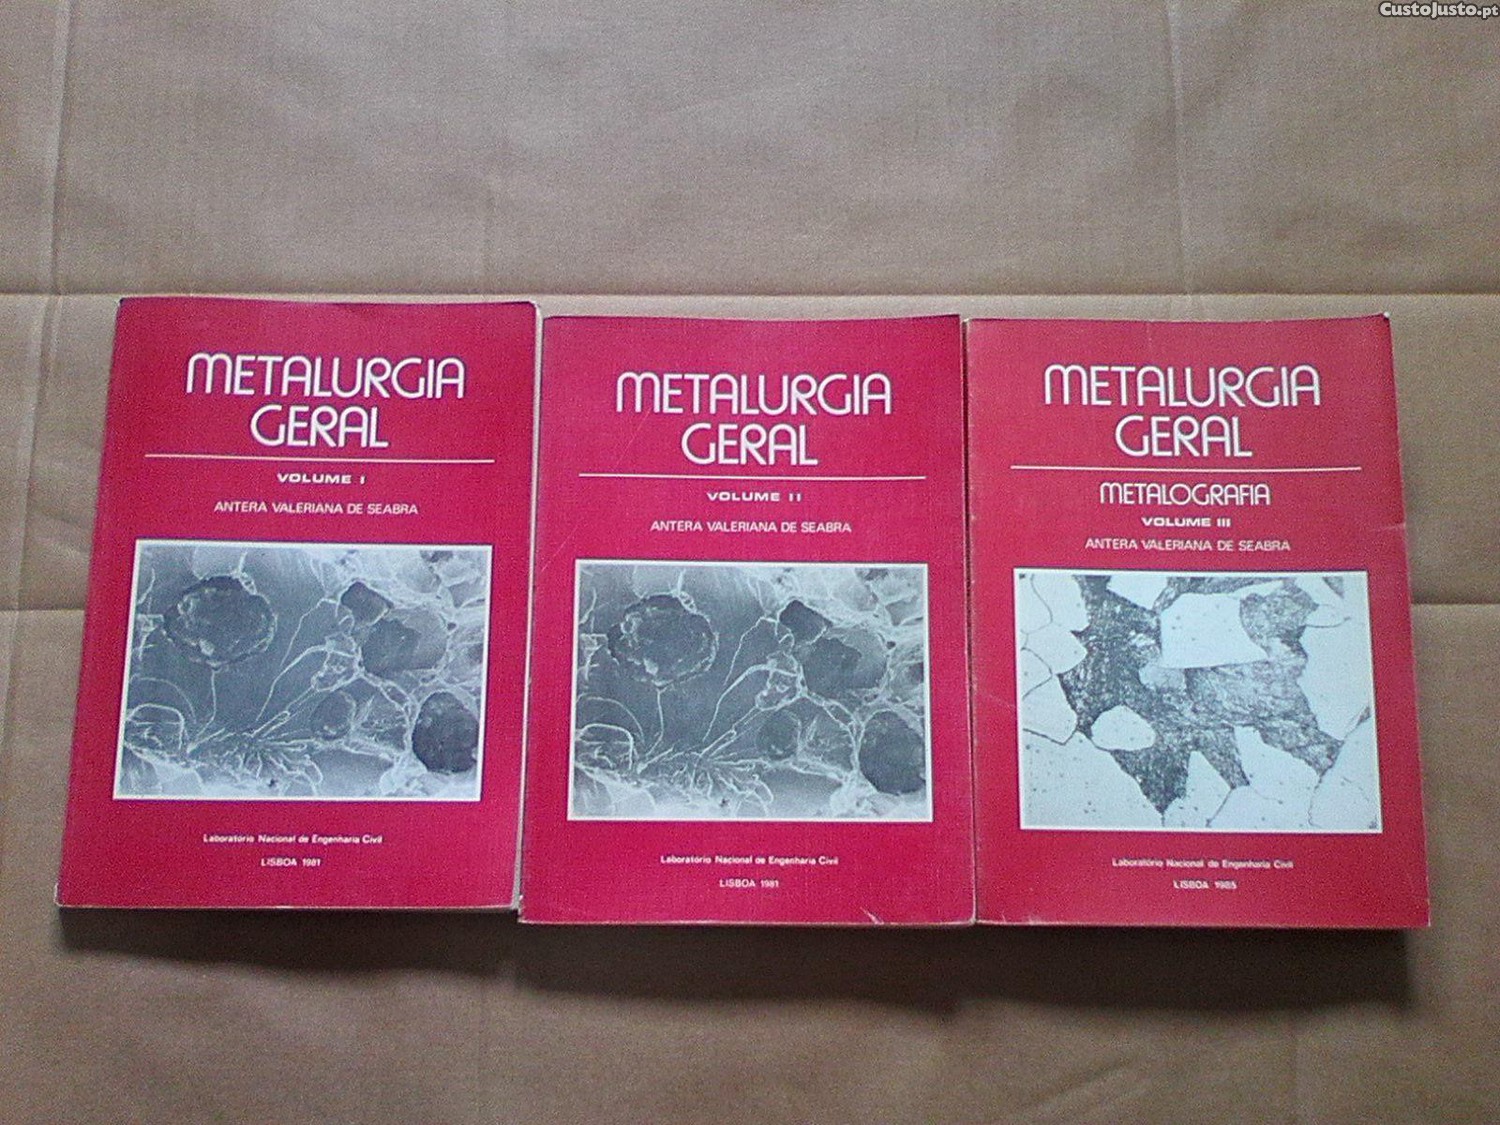 CustoJusto.pt
METALURGIA
GERAL
VOLUME I
ANTERA VALERIANA DE SEABRA
Laboratório Nacional de Engenharia Civil
LISBOA 1981
METALURGIA
GERAL
VOLUME II
ANTERA VALERIANA DE SEABRA
Laboratório Nacional de Engenharia Civil
LISBOA 1981
METALURGIA
GERAL
METALOGRAFIA
VOLUME III
ANTERA VALERIANA DE SEABRA
Laboratório Nacional de Engenharia Civil
LISBOA 1985